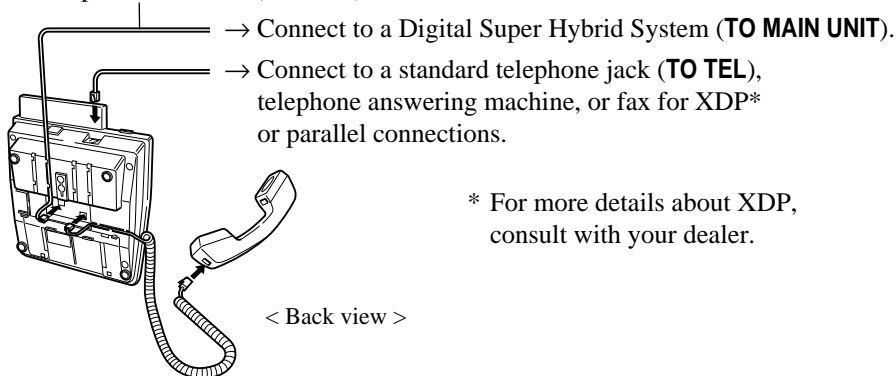 → Connect to a Digital Super Hybrid System (TO MAIN UNIT).
→ Connect to a standard telephone jack (TO TEL),
telephone answering machine, or fax for XDP*
or parallel connections.
* For more details about XDP,
consult with your dealer.
< Back view >